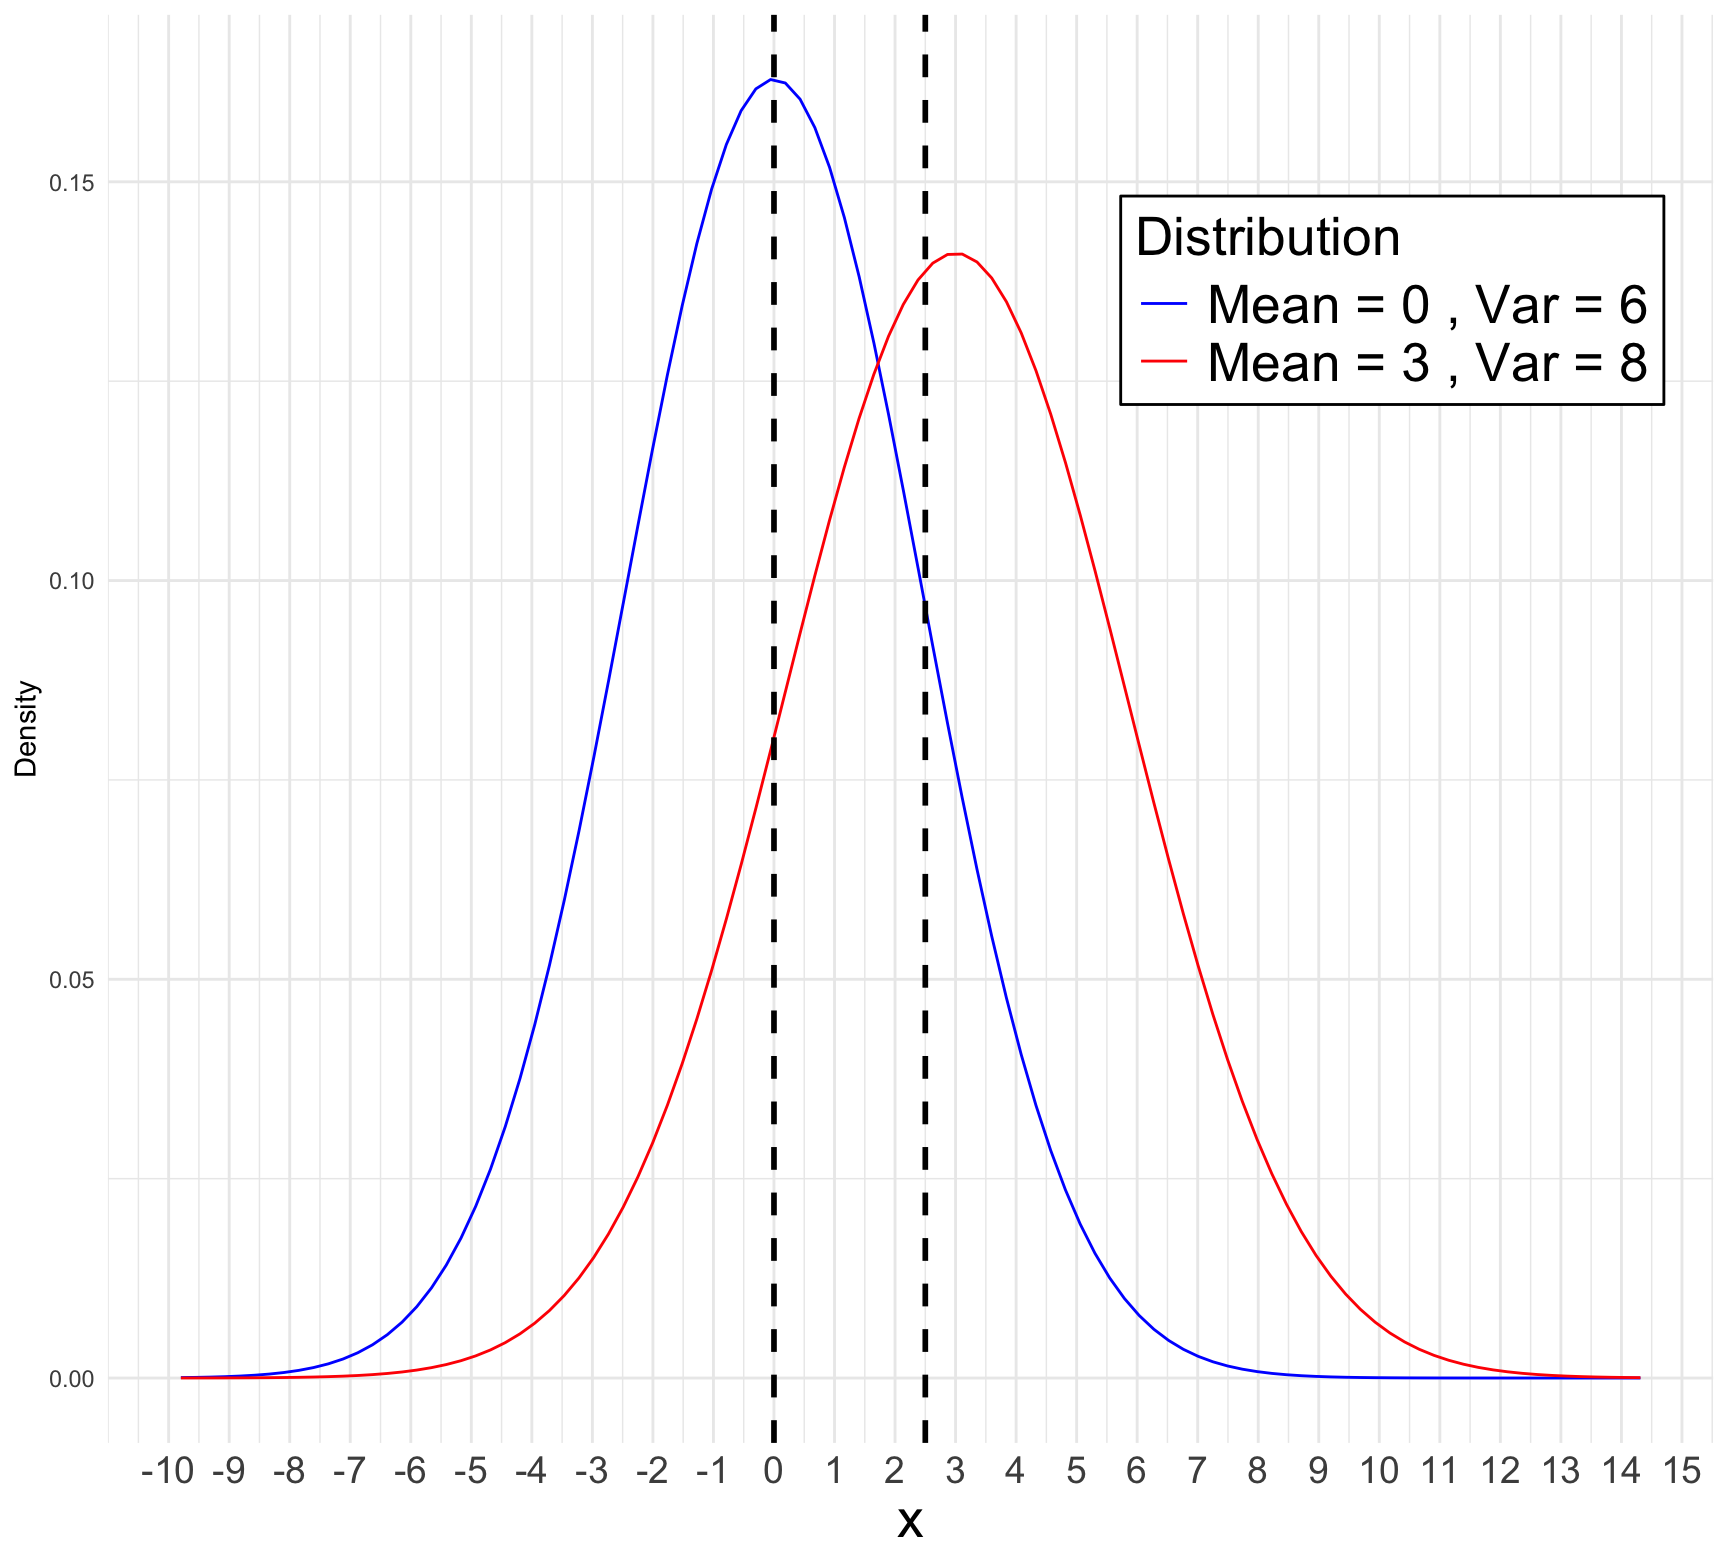 0.15
0.10
0.05
0.00
Density
Distribution
Mean = 0 , Var = 6
Mean = 3 , Var = 8
-10 -9 -8 -7 -6 -5 -4 -3 -2 -1 0 1 2 3 4 5 6 7 8 9 10 11 12 13 14 15
x